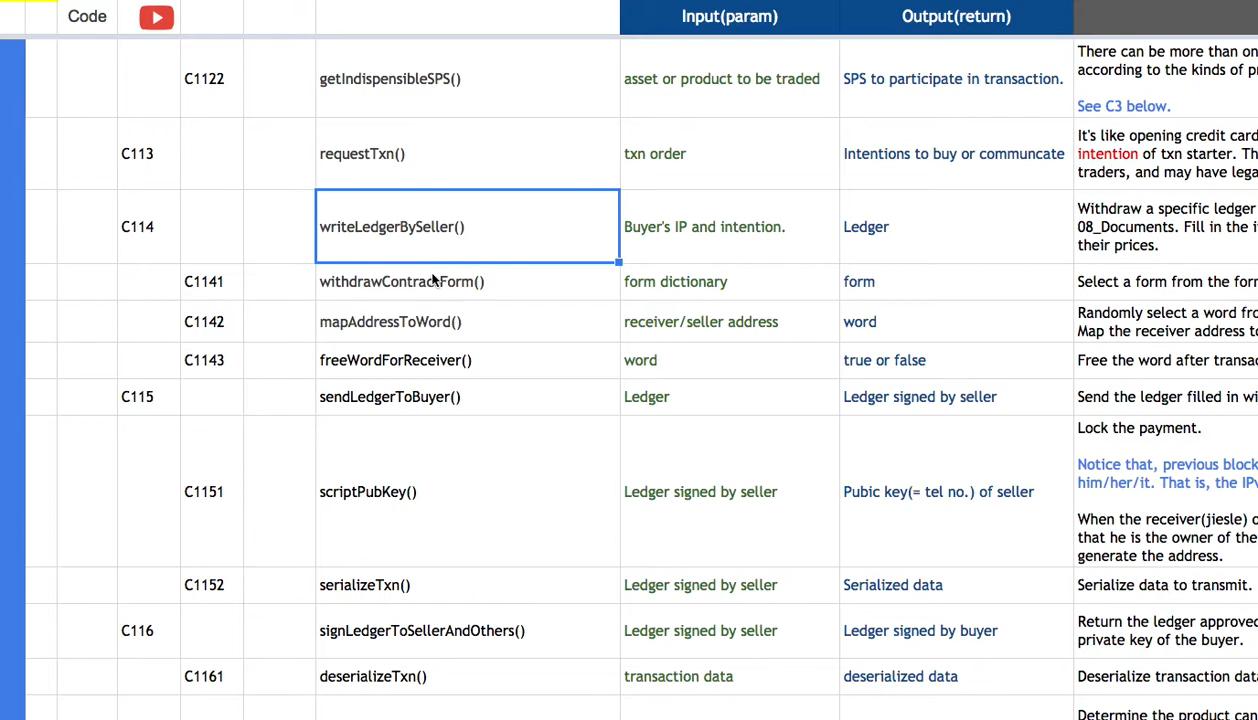 Code
Input(param)
Output(return)
C1122
getIndispensibleSPS()
asset or product to be traded
SPS to participate in transaction.
There can be more than on
according to the kinds of p
See C3 below.
C113
requestTxn()
txn order
Intentions to buy or communcate
It's like opening credit card
intention of txn starter. Th
traders, and may have lega
C114
writeLedgerBySeller()
Buyer's IP and intention.
Ledger
Withdraw a specific ledger
08_Documents. Fill in the i
their prices.
C1141
withdrawContractForm()
form dictionary
form
Select a form from the for
C1142
mapAddressToWord()
receiver/seller address
word
Randomly select a word fro
Map the receiver address to
C1143
freeWordForReceiver()
word
true or false
Free the word after transac
C115
sendLedgerToBuyer()
Ledger
Ledger signed by seller
Send the ledger filled in wi
Lock the payment.
Notice that, previous block
him/her/it. That is, the IPv
When the receiver(jiesle) o
that he is the owner of the
generate the address.
C1151
scriptPubKey()
Ledger signed by seller
Pubic key(= tel no.) of seller
C1152
serializeTxn()
Ledger signed by seller
Serialized data
Serialize data to transmit.
C116
signLedgerToSellerAndOthers()
Ledger signed by seller
Ledger signed by buyer
Return the ledger approved
private key of the buyer.
C1161
deserializeTxn()
transaction data
deserialized data
Deserialize transaction data
Determine the product can